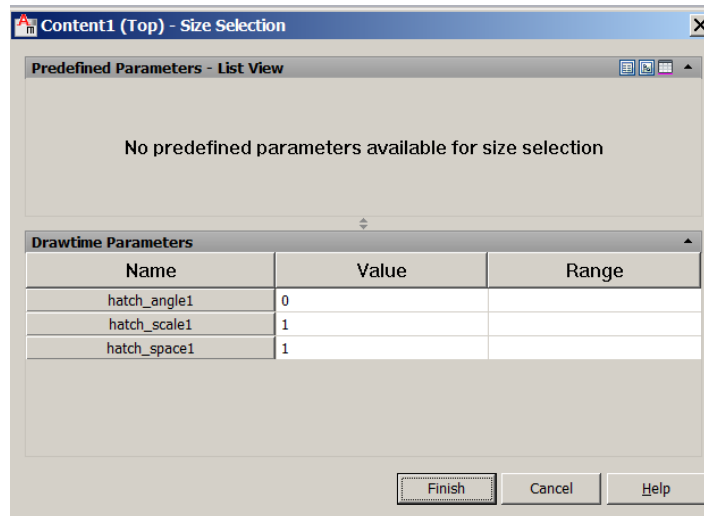 Content1 (Top) - Size Selection
Predefined Parameters - List View
No predefined parameters available for size selection
Drawtime Parameters
Name Value Range
hatch_angle1 0
hatch_scale1 1
hatch_space1 1
Finish Cancel Help